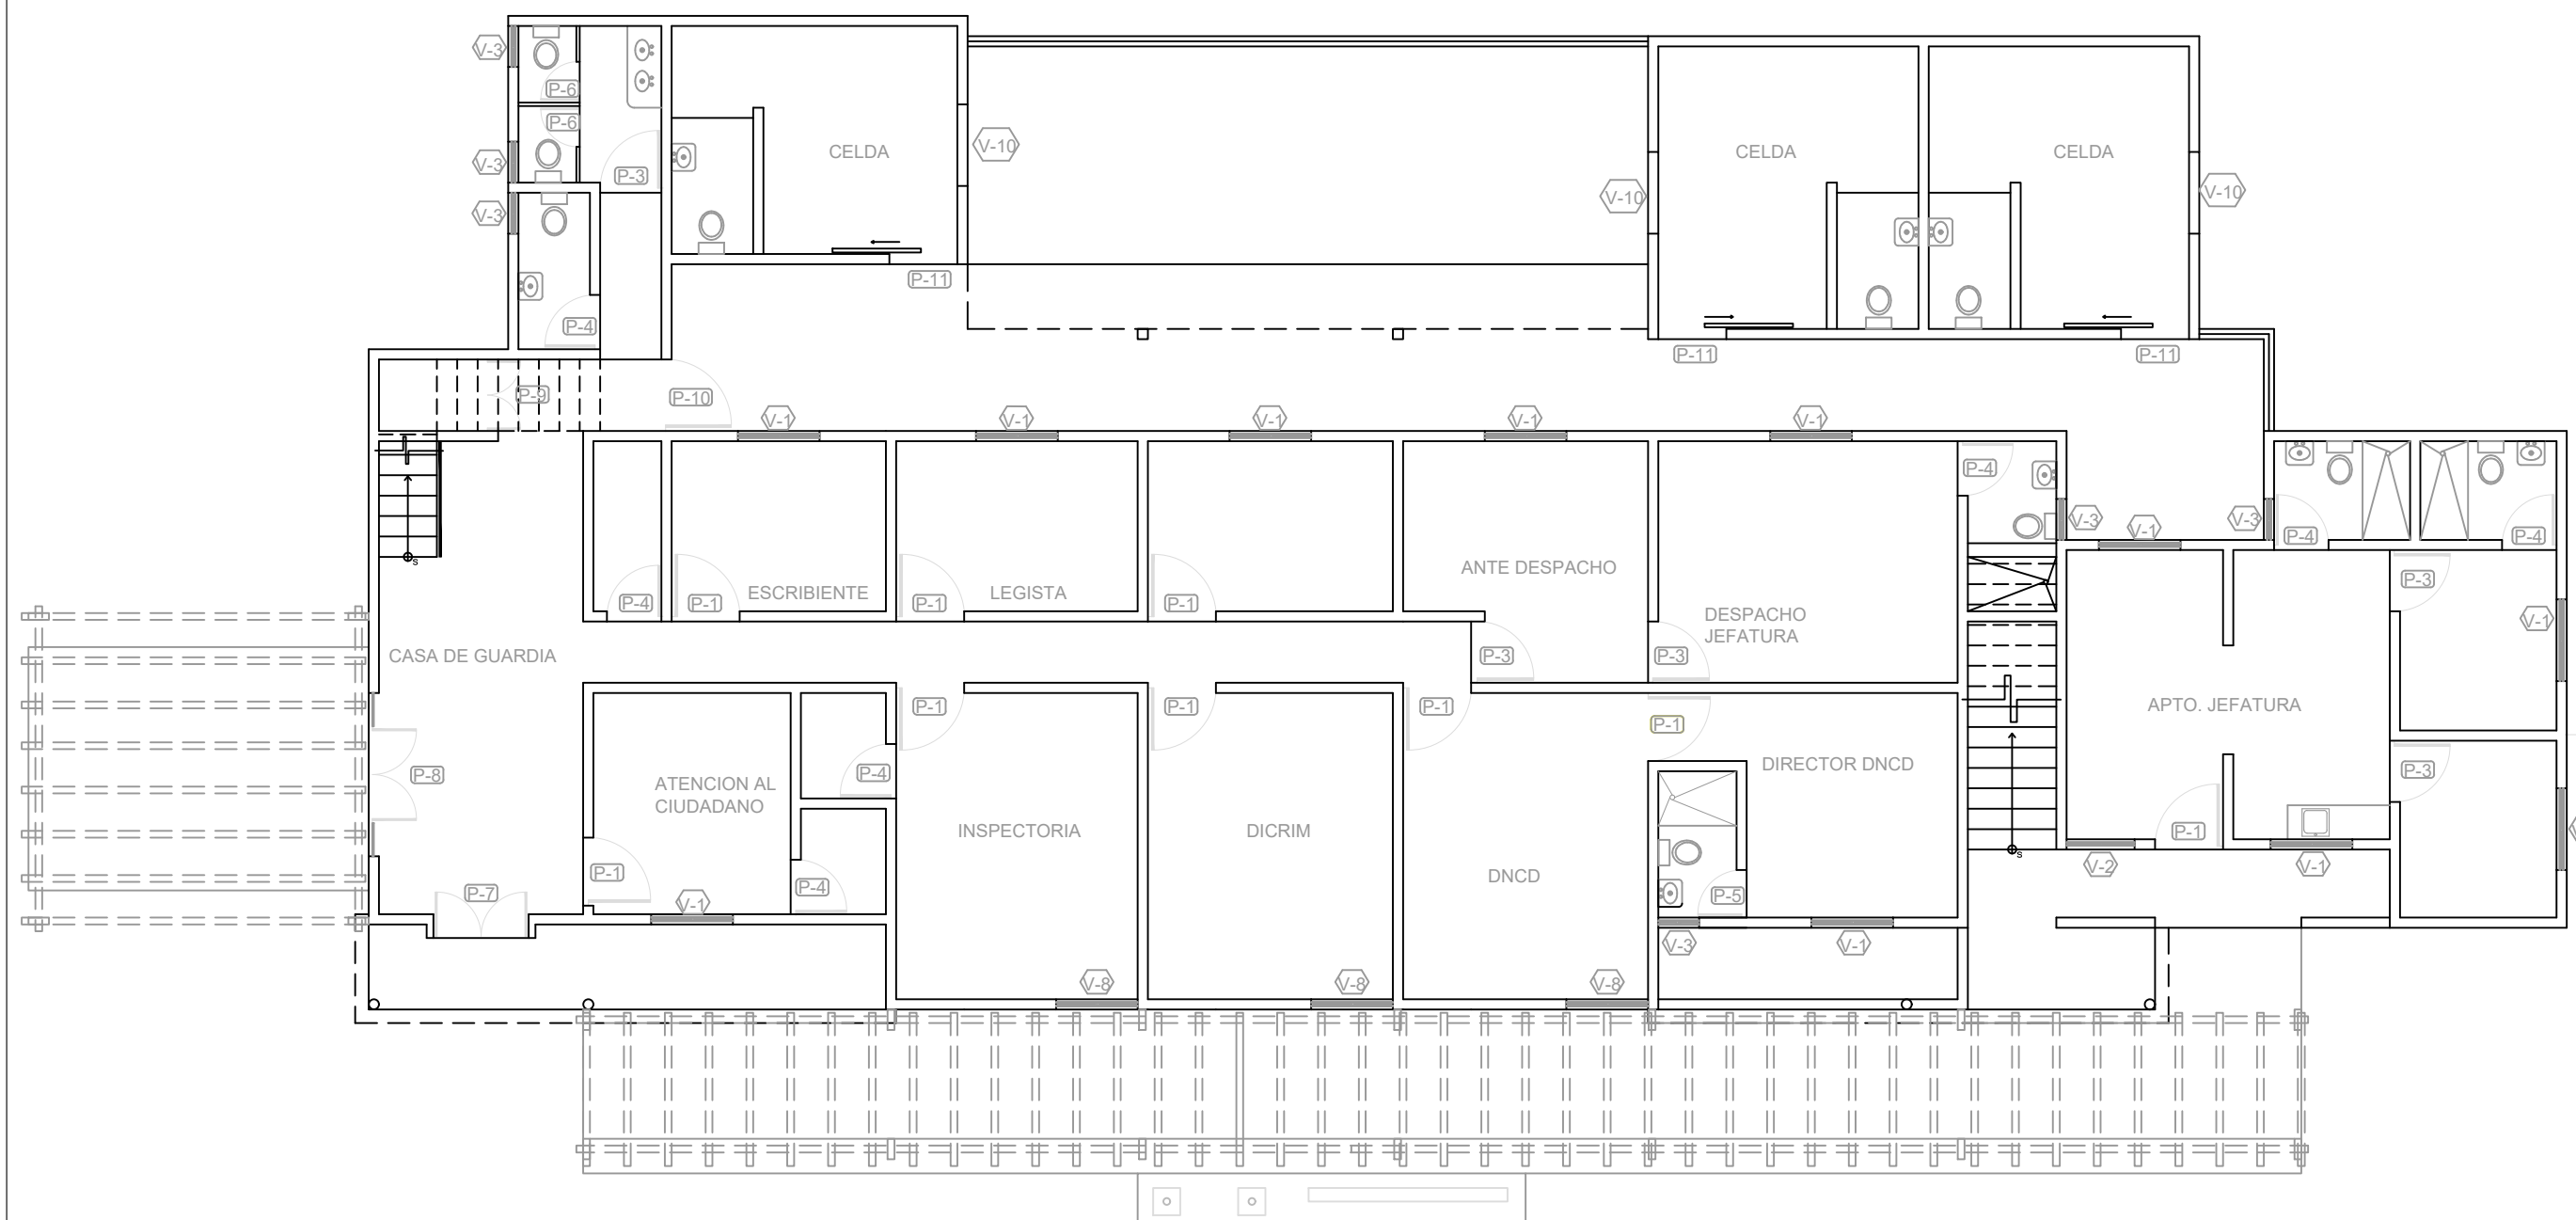 V-3
P-6
P-6
V-3
P-3
V-3
P-4
CELDA
V-10
P-11
CELDA
CELDA
V-10
V-10
P-11
P-11
P-9
P-10
V-1
V-1
V-1
V-1
V-1
P-4
V-3
V-1
V-3
P-4
P-4
P-4
P-1
ESCRIBIENTE
P-1
LEGISTA
P-1
ANTE DESPACHO
DESPACHO
JEFATURA
P-3
P-3
P-3
V-1
s
CASA DE GUARDIA
P-1
P-1
P-1
P-1
APTO. JEFATURA
P-8
ATENCION AL
CIUDADANO
P-4
DIRECTOR DNCD
P-3
INSPECTORIA
DICRIM
P-1
P-7
P-1
P-4
V-1
DNCD
P-5
s
V-2
V-1
V-3
V-1
V-8
V-8
V-8